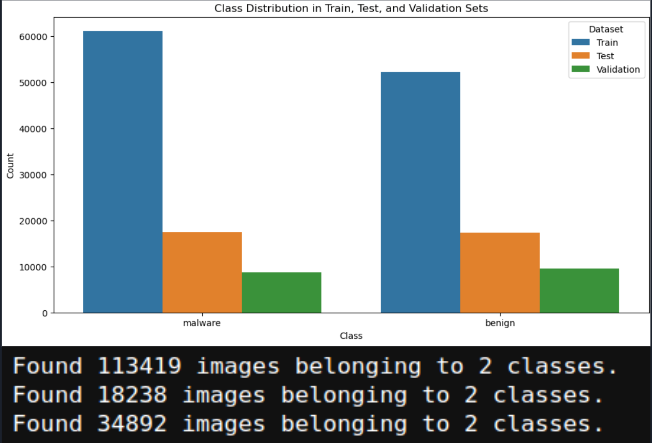 Class Distribution in Train, Test, and Validation Sets
Dataset
Train
Test
Validation
Count
60000
50000
40000
30000
20000
10000
0
malware
benign
Class
Found 113419 images belonging to 2 classes.
Found 18238 images belonging to 2 classes.
Found 34892 images belonging to 2 classes.